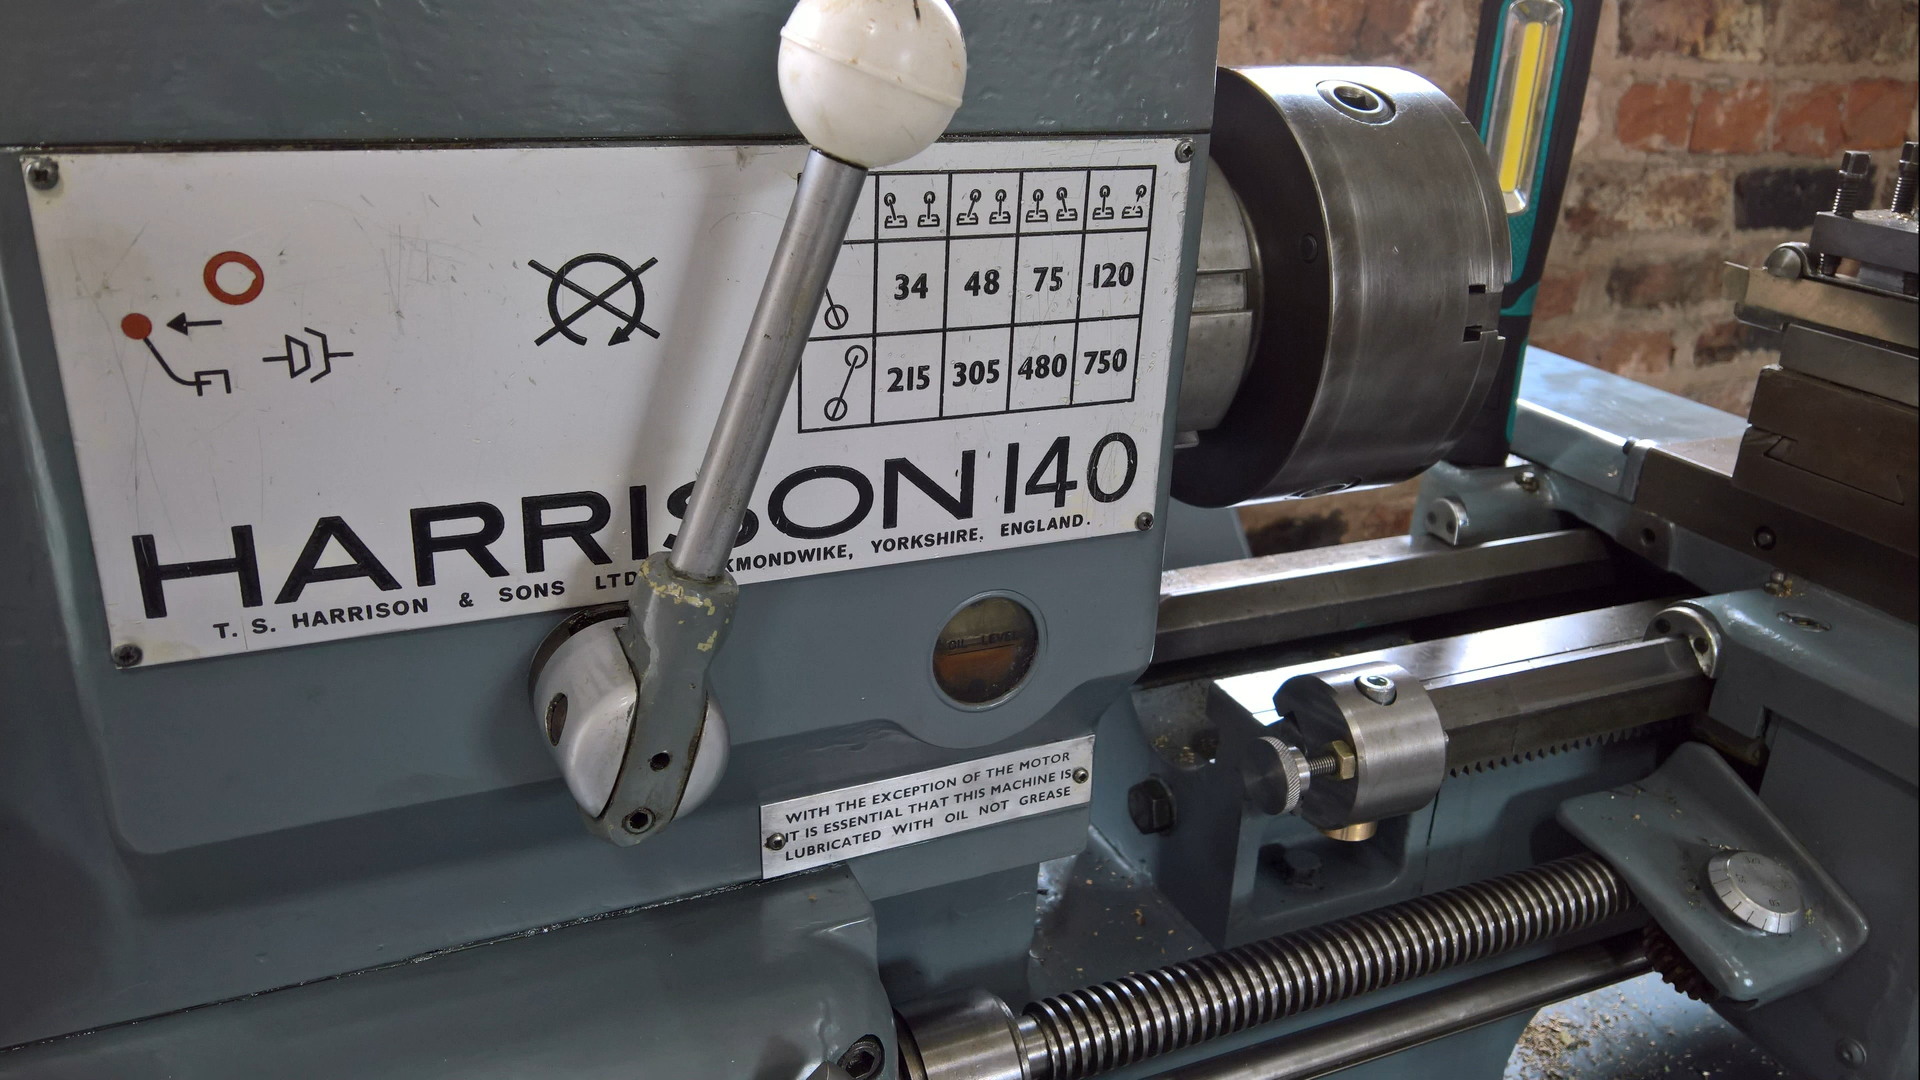 34 48 75 120
215 305 480 750
HARRISON 140
T. S. HARRISON & SONS LTD KMONDWIKE, YORKSHIRE, ENGLAND.
OIL LEVEL
WITH THE EXCEPTION OF THE MOTOR
IT IS ESSENTIAL THAT THIS MACHINE IS
LUBRICATED WITH OIL NOT GREASE